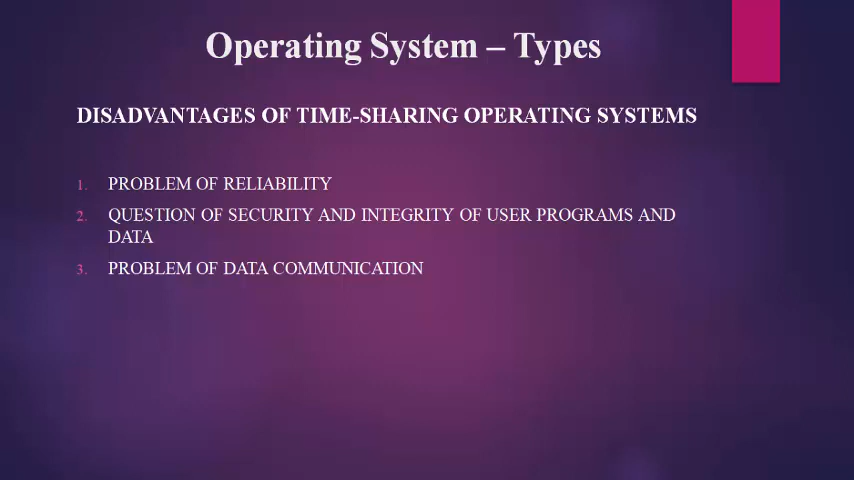 Operating System – Types
DISADVANTAGES OF TIME-SHARING OPERATING SYSTEMS
1. PROBLEM OF RELIABILITY
2. QUESTION OF SECURITY AND INTEGRITY OF USER PROGRAMS AND
DATA
3. PROBLEM OF DATA COMMUNICATION